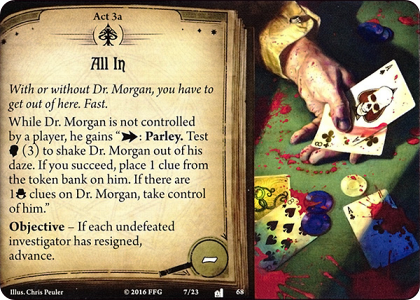 Act 3a
All In
With or without Dr. Morgan, you have to
get out of here. Fast.
While Dr. Morgan is not controlled
by a player, he gains “ : Parley. Test
(3) to shake Dr. Morgan out of his
daze. If you succeed, place 1 clue from
the token bank on him. If there are
1 clues on Dr. Morgan, take control
of him.”
Objective – If each undefeated
investigator has resigned,
advance.
–
Illus. Chris Peuler
© 2016 FFG
7/23
68
A
8